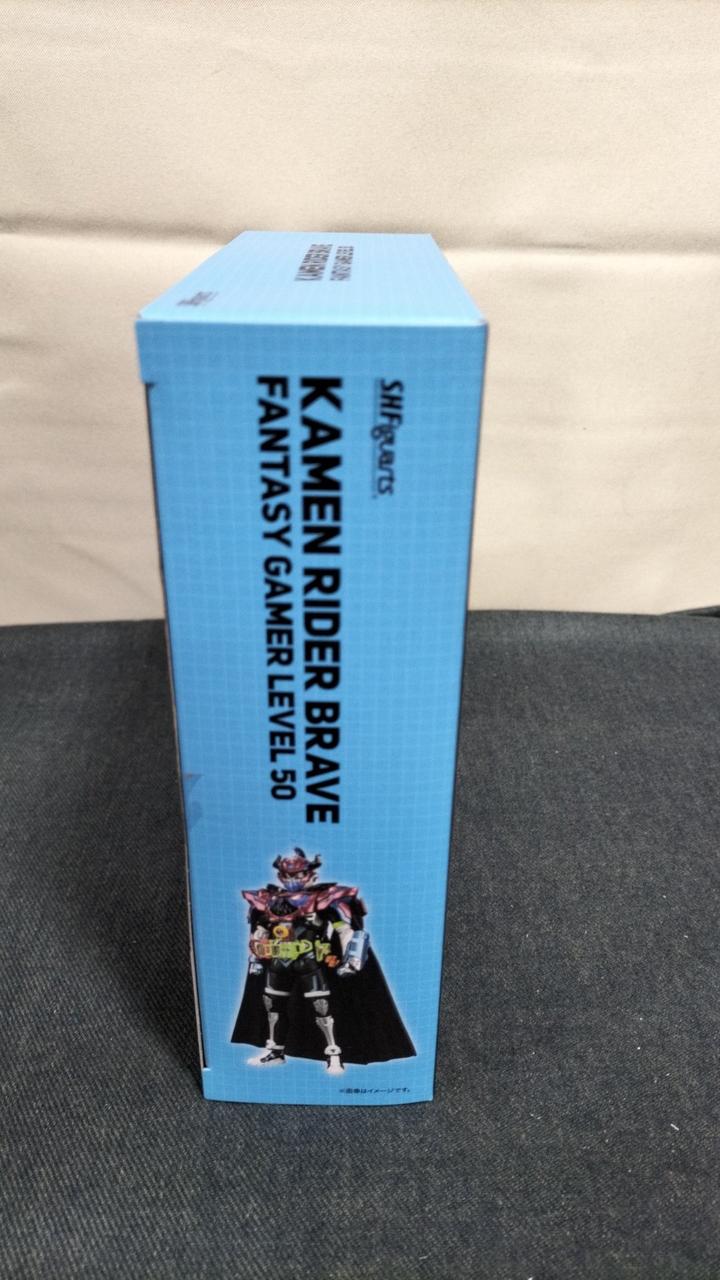 S.H.Figuarts
KAMEN RIDER BRAVE
FANTASY GAMER LEVEL 50
※画像はイメージです。